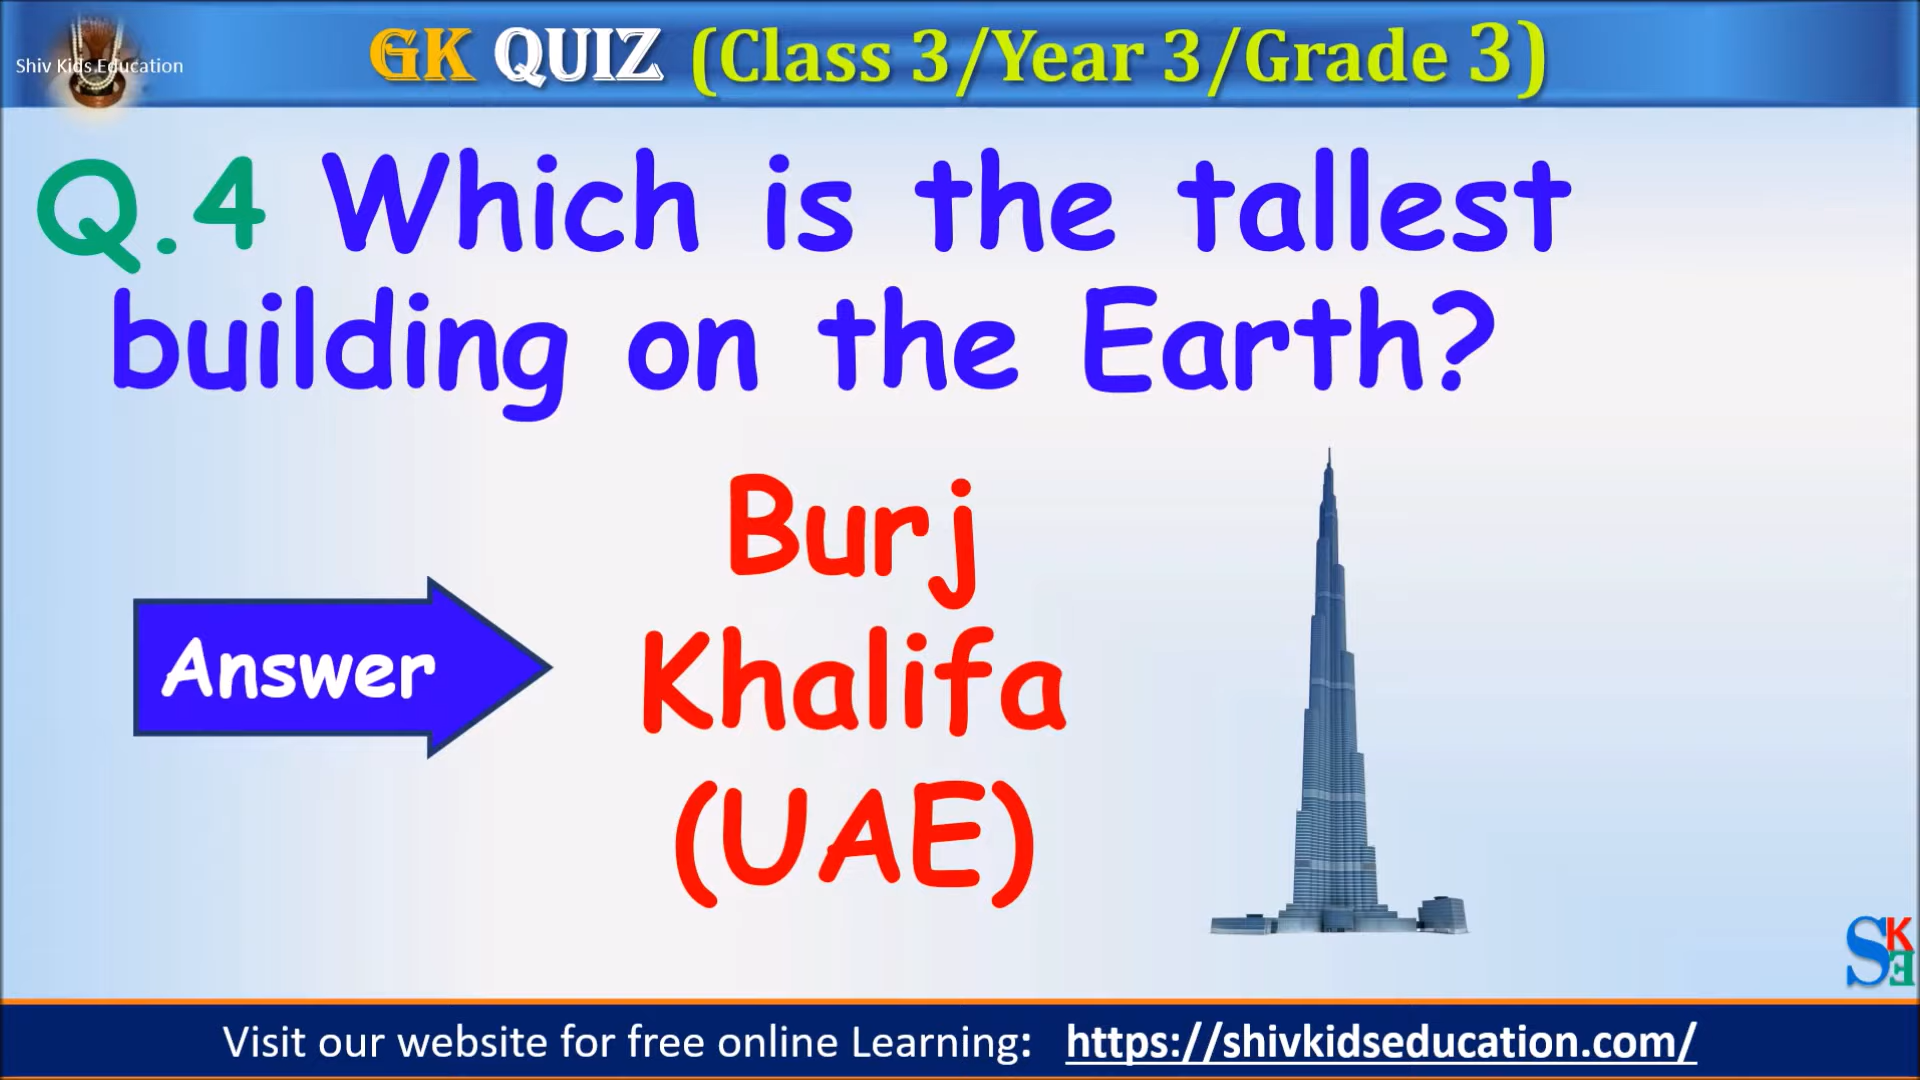 Shiv Kids Education
GK QUIZ (Class 3/Year 3/Grade 3)
Q.4 Which is the tallest
building on the Earth?
Answer
Burj
Khalifa
(UAE)
SKE
Visit our website for free online Learning: https://shivkidseducation.com/